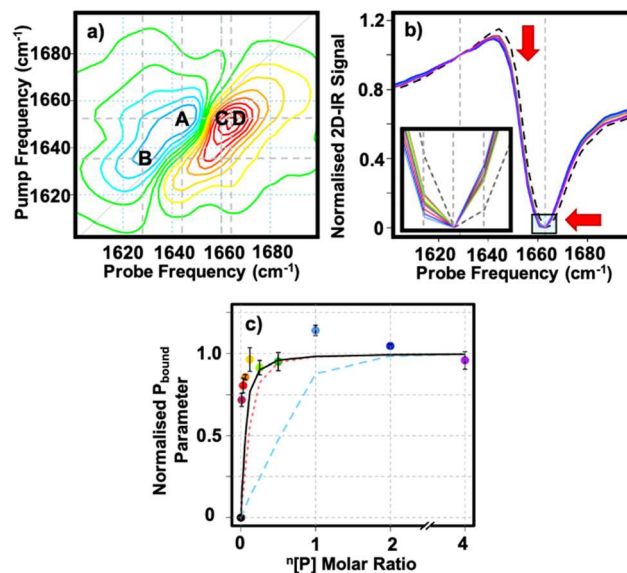 a)
Pump Frequency (cm⁻¹)
1680
1660
1640
1620
A
B
C
D
1620 1640 1660 1680
Probe Frequency (cm⁻¹)
b)
Normalised 2D-IR Signal
1.2
0.8
0.4
0
1620 1640 1660 1680
Probe Frequency (cm⁻¹)
c)
Normalised P_bound
Parameter
1.0
0.5
0
0 1 2 4
ⁿ[P] Molar Ratio